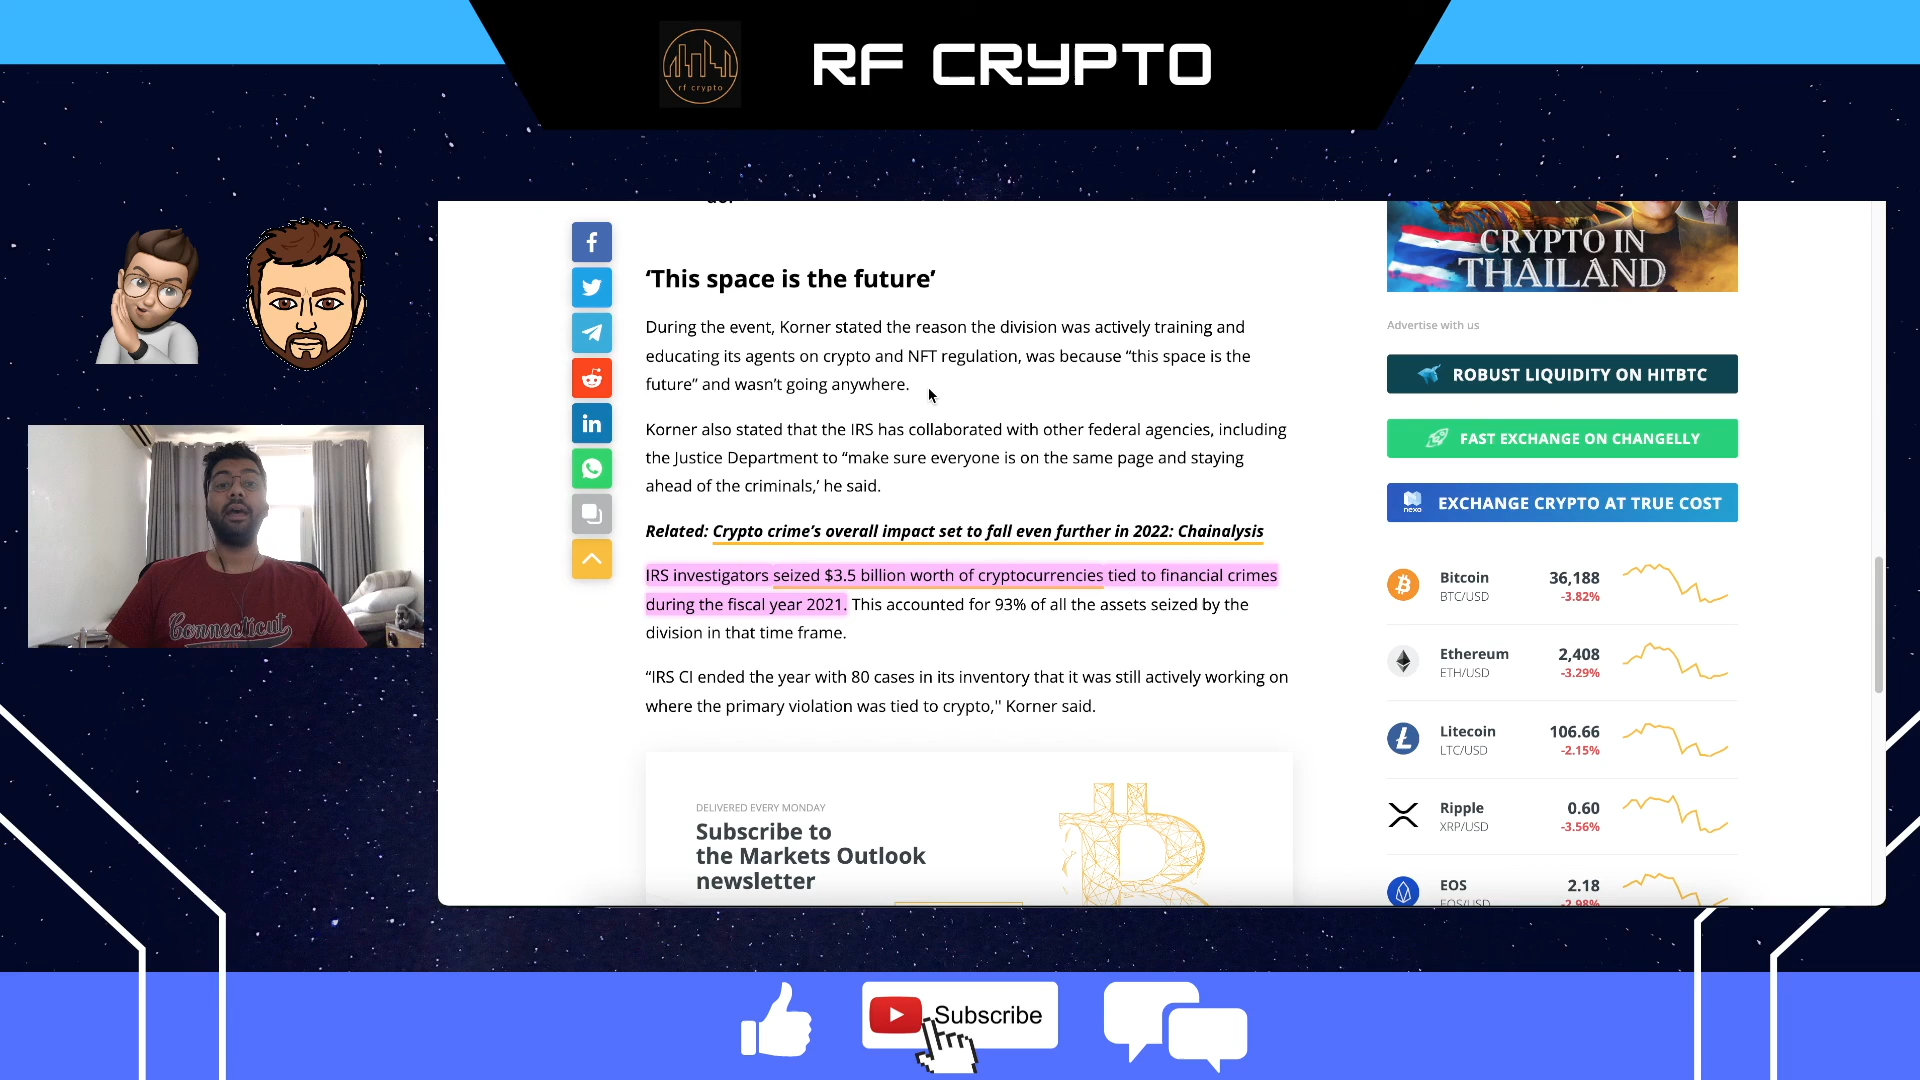 rf crypto
RF CRYPTO
‘This space is the future’
During the event, Korner stated the reason the division was actively training and
educating its agents on crypto and NFT regulation, was because “this space is the
future” and wasn’t going anywhere.
Korner also stated that the IRS has collaborated with other federal agencies, including
the Justice Department to “make sure everyone is on the same page and staying
ahead of the criminals,’ he said.
Related: Crypto crime’s overall impact set to fall even further in 2022: Chainalysis
IRS investigators seized $3.5 billion worth of cryptocurrencies tied to financial crimes
during the fiscal year 2021. This accounted for 93% of all the assets seized by the
division in that time frame.
“IRS CI ended the year with 80 cases in its inventory that it was still actively working on
where the primary violation was tied to crypto," Korner said.
DELIVERED EVERY MONDAY
Subscribe to
the Markets Outlook
newsletter
CRYPTO IN
THAILAND
Advertise with us
ROBUST LIQUIDITY ON HITBTC
FAST EXCHANGE ON CHANGELLY
nexo
EXCHANGE CRYPTO AT TRUE COST
Bitcoin 36,188
BTC/USD -3.82%
Ethereum 2,408
ETH/USD -3.29%
Litecoin 106.66
LTC/USD -2.15%
Ripple 0.60
XRP/USD -3.56%
EOS 2.18
EOS/USD -2.98%
Connecticut
Subscribe